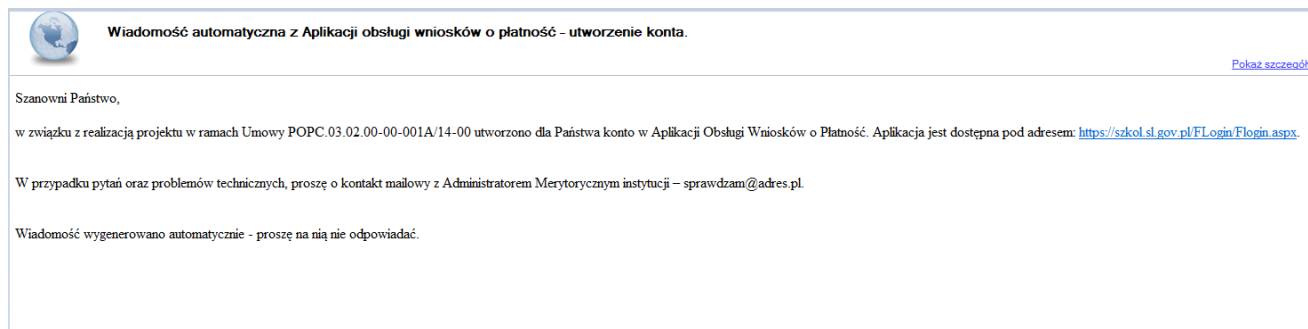 Wiadomość automatyczna z Aplikacji obsługi wniosków o płatność - utworzenie konta.
Pokaż szczegół
Szanowni Państwo,
w związku z realizacją projektu w ramach Umowy POPC.03.02.00-00-001A/14-00 utworzono dla Państwa konto w Aplikacji Obsługi Wniosków o Płatność. Aplikacja jest dostępna pod adresem: https://szkol.sl.gov.pl/FLogin/Flogin.aspx.
W przypadku pytań oraz problemów technicznych, proszę o kontakt mailowy z Administratorem Merytorycznym instytucji – sprawdzam@adres.pl.
Wiadomość wygenerowano automatycznie - proszę na nią nie odpowiadać.